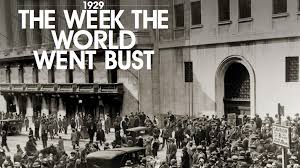 1929
THE WEEK THE
WORLD
WENT BUST